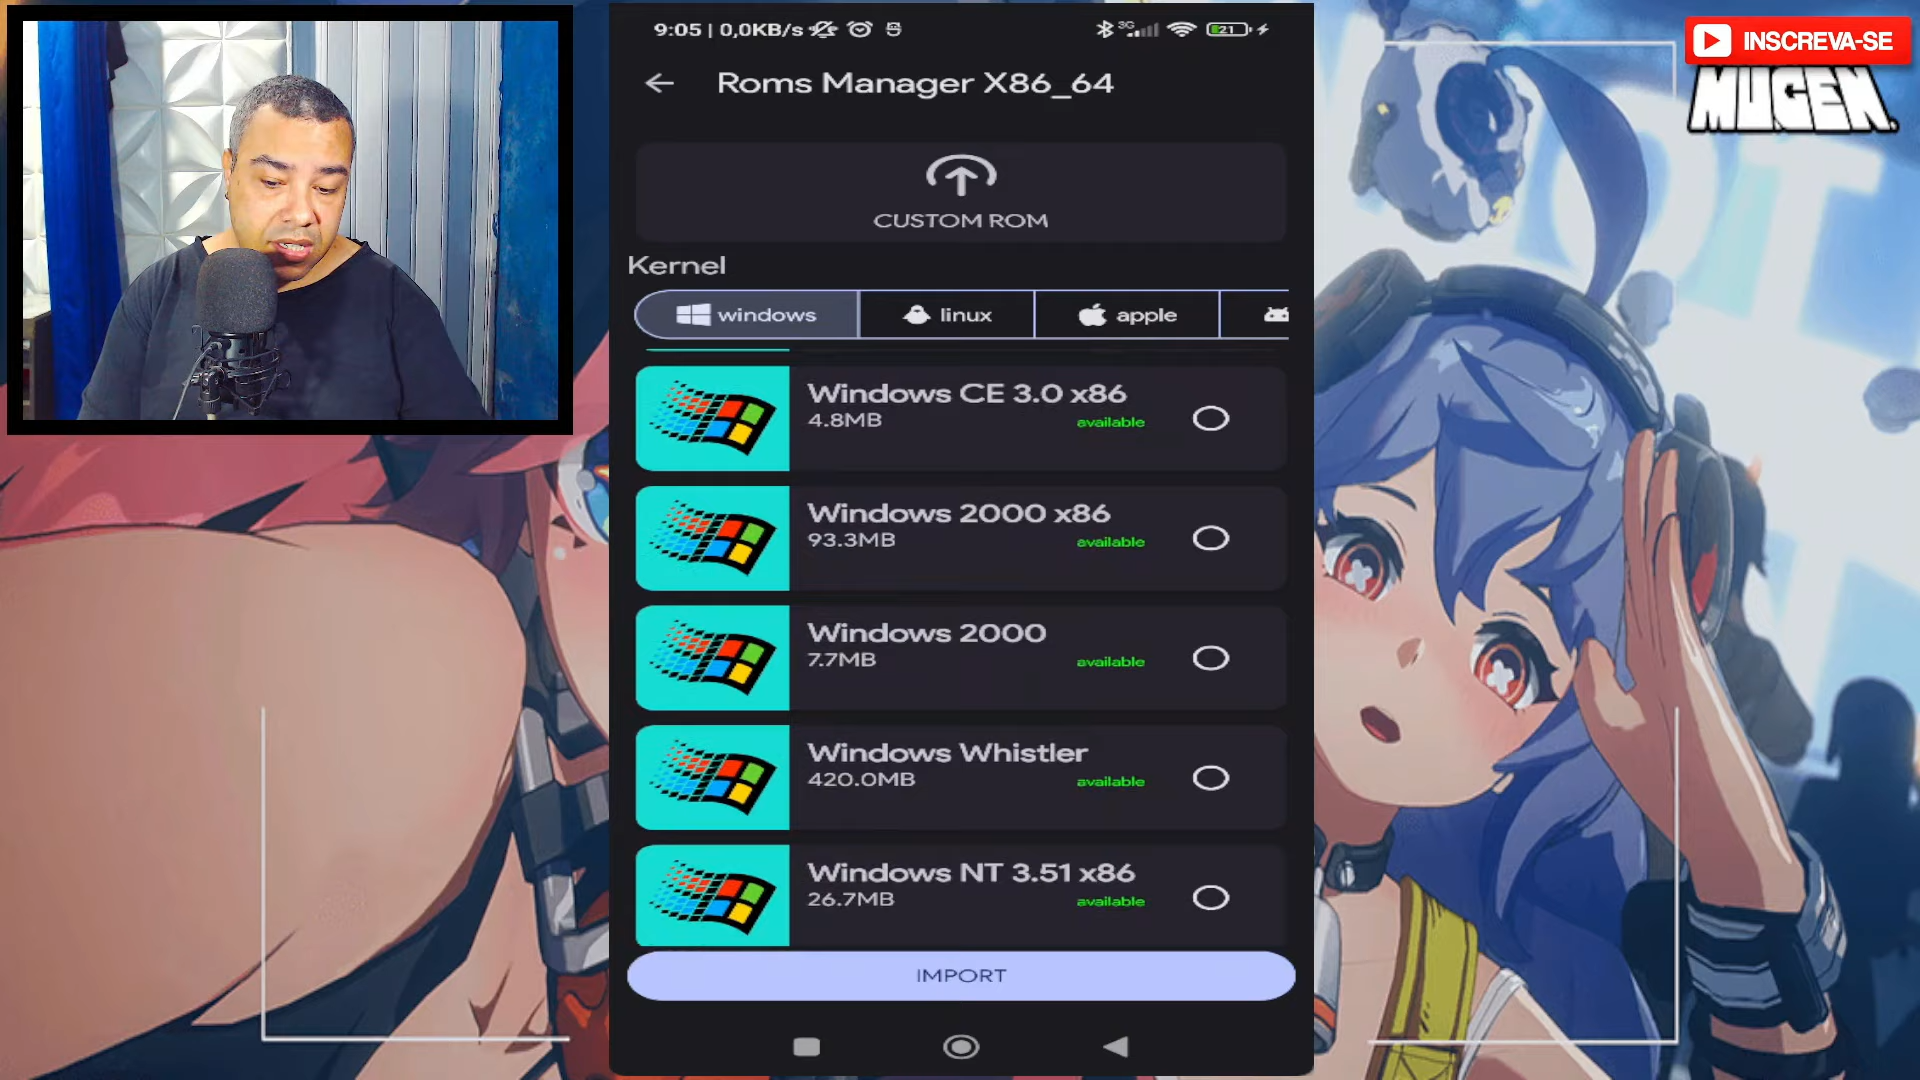 9:05 | 0,0KB/s
3G
21
INSCREVA-SE
MUGEN.
Roms Manager X86_64
CUSTOM ROM
Kernel
windows
linux
apple
Windows CE 3.0 x86
4.8MB
available
Windows 2000 x86
93.3MB
available
Windows 2000
7.7MB
available
Windows Whistler
420.0MB
available
Windows NT 3.51 x86
26.7MB
available
IMPORT